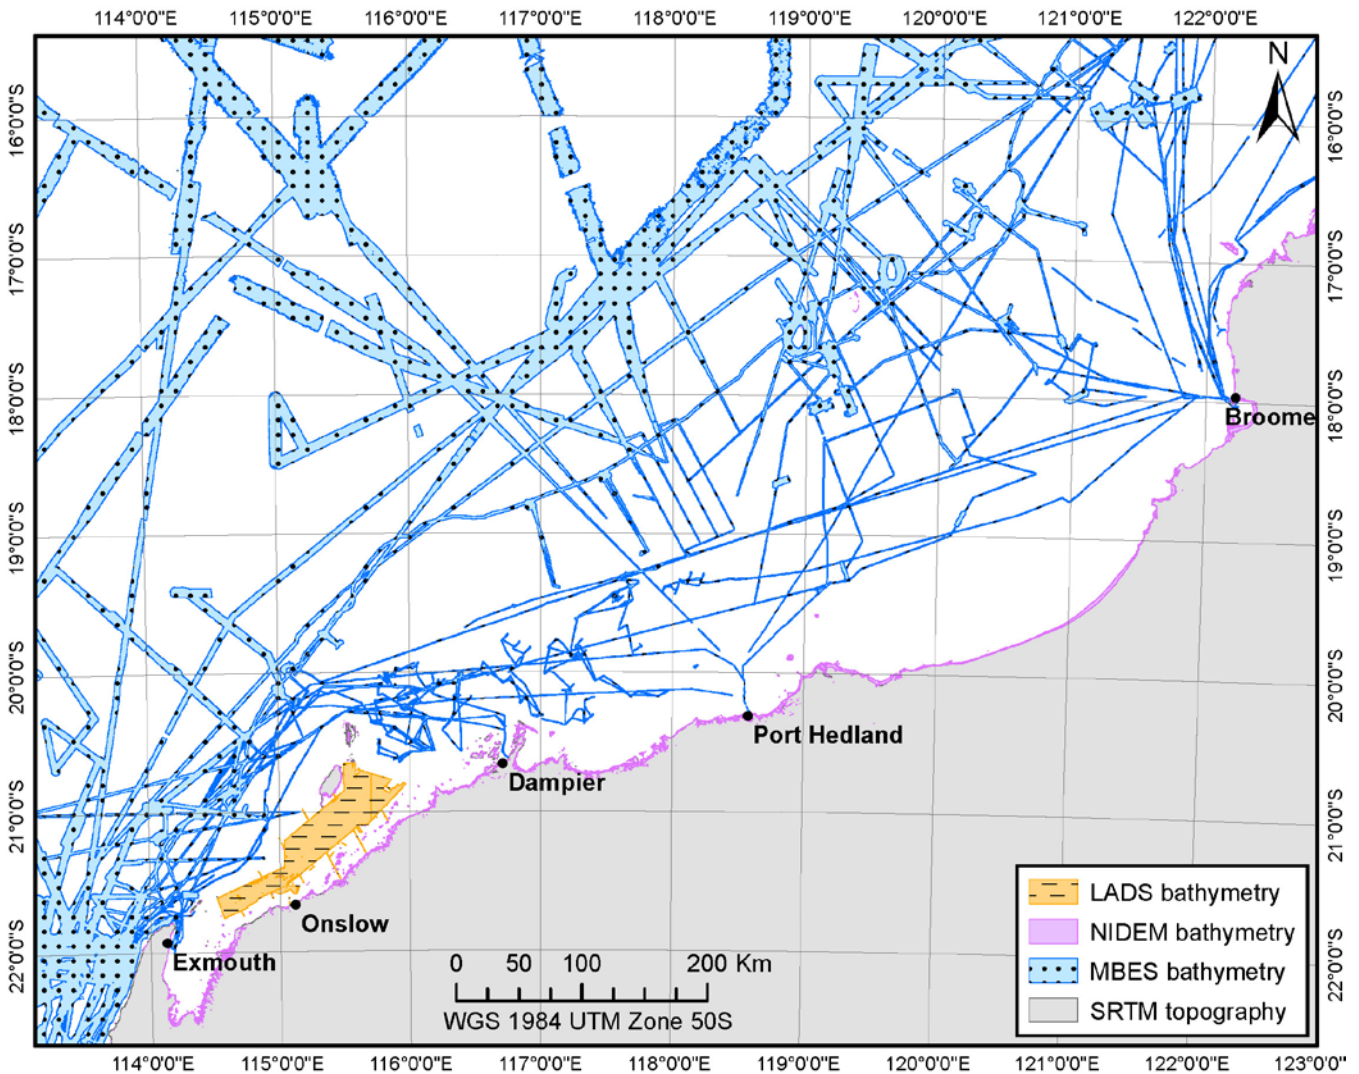 114°0'0"E 115°0'0"E 116°0'0"E 117°0'0"E 118°0'0"E 119°0'0"E 120°0'0"E 121°0'0"E 122°0'0"E
N
16°0'0"S 16°0'0"S
17°0'0"S 17°0'0"S
18°0'0"S 18°0'0"S
Broome
19°0'0"S 19°0'0"S
20°0'0"S 20°0'0"S
Port Hedland
Dampier
21°0'0"S 21°0'0"S
LADS bathymetry
Onslow
NIDEM bathymetry
22°0'0"S 22°0'0"S
Exmouth
0 50 100 200 Km
MBES bathymetry
SRTM topography
WGS 1984 UTM Zone 50S
114°0'0"E 115°0'0"E 116°0'0"E 117°0'0"E 118°0'0"E 119°0'0"E 120°0'0"E 121°0'0"E 122°0'0"E 123°0'0"E